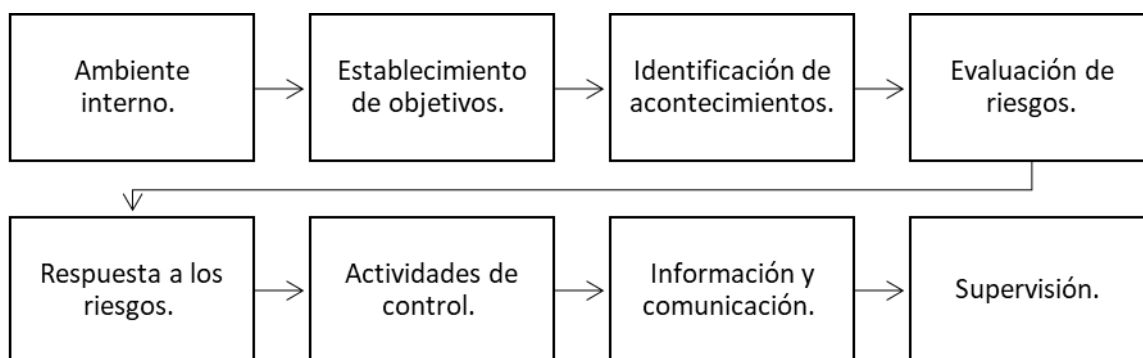 Ambiente
interno.
Establecimiento
de objetivos.
Identificación de
acontecimientos.
Evaluación de
riesgos.
Respuesta a los
riesgos.
Actividades de
control.
Información y
comunicación.
Supervisión.